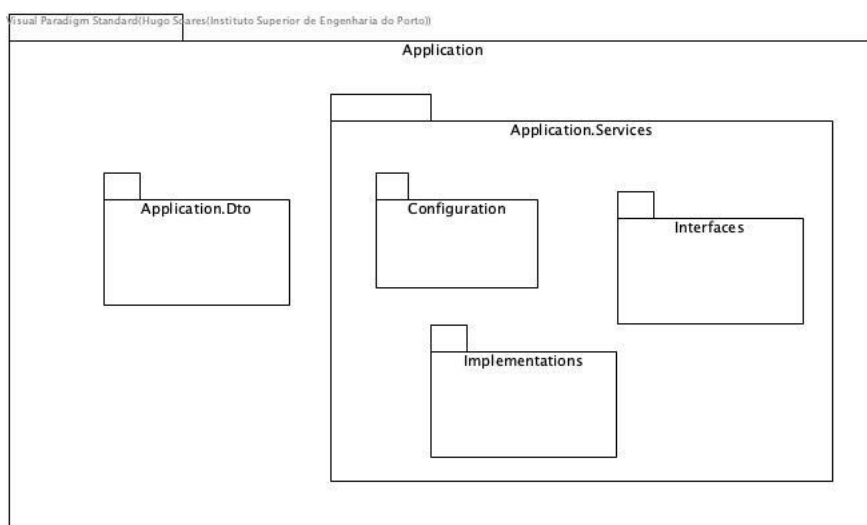 Visual Paradigm Standard(Hugo Soares(Instituto Superior de Engenharia do Porto))
Application
Application.Services
Application.Dto
Configuration
Interfaces
Implementations